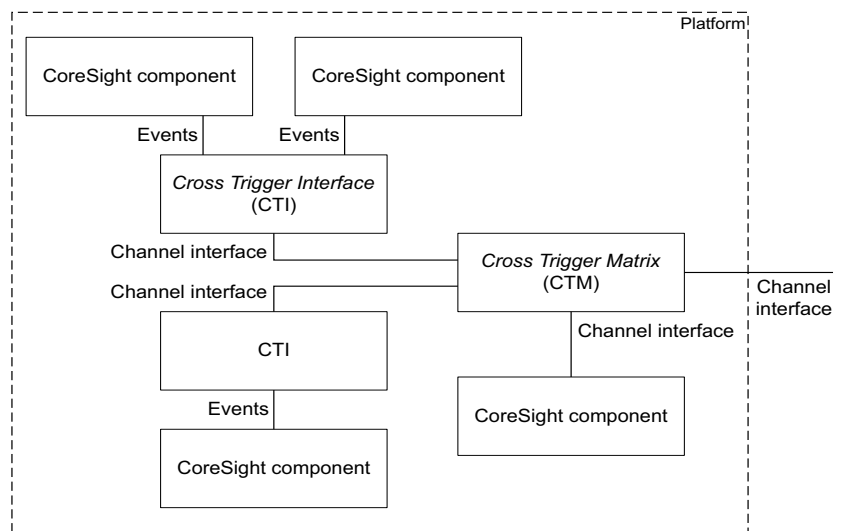 Platform
CoreSight component
CoreSight component
Events
Events
Cross Trigger Interface
(CTI)
Channel interface
Cross Trigger Matrix
(CTM)
Channel
interface
Channel interface
CTI
Channel interface
CoreSight component
Events
CoreSight component